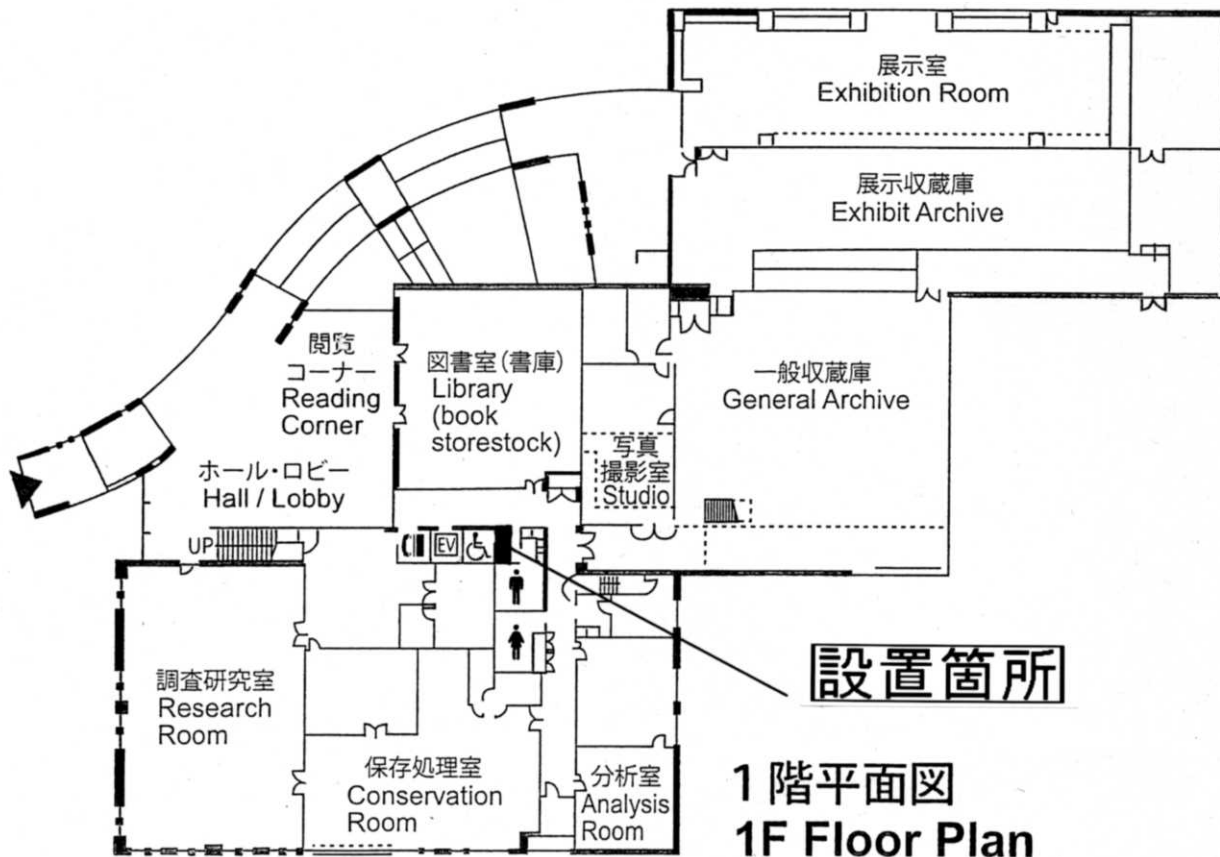 展示室
Exhibition Room
展示収蔵庫
Exhibit Archive
閲覧
コーナー
Reading
Corner
図書室(書庫)
Library
(book
storestock)
一般収蔵庫
General Archive
写真
撮影室
Studio
ホール・ロビー
Hall / Lobby
UP
EV
設置箇所
調査研究室
Research
Room
保存処理室
Conservation
Room
分析室
Analysis
Room
1階平面図
1F Floor Plan